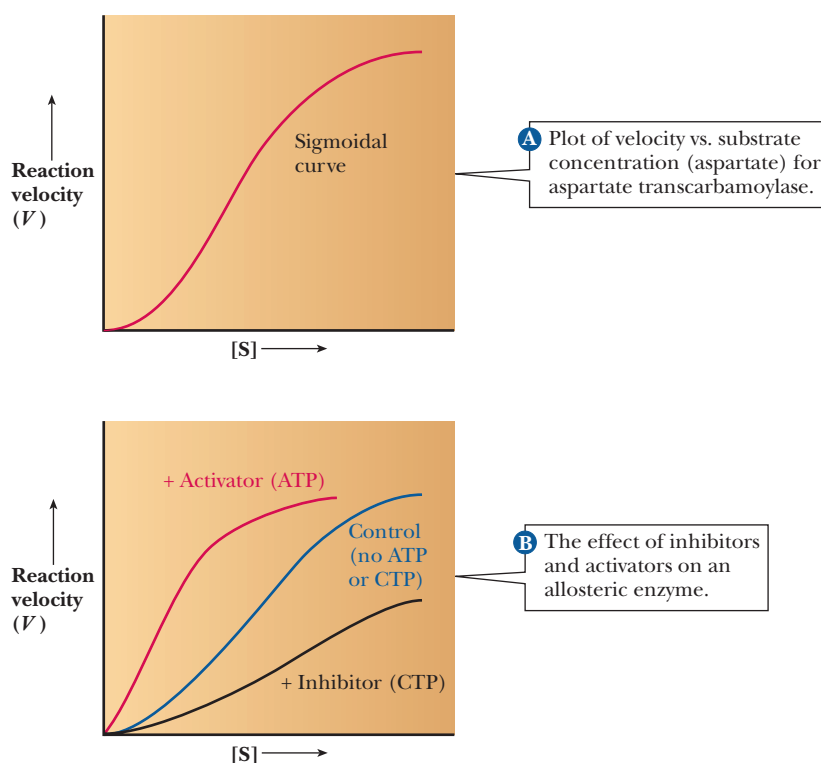 Sigmoidal
curve
Reaction
velocity
(V)
[S]
A Plot of velocity vs. substrate
concentration (aspartate) for
aspartate transcarbamoylase.
+ Activator (ATP)
Control
(no ATP
or CTP)
+ Inhibitor (CTP)
Reaction
velocity
(V)
[S]
B The effect of inhibitors
and activators on an
allosteric enzyme.